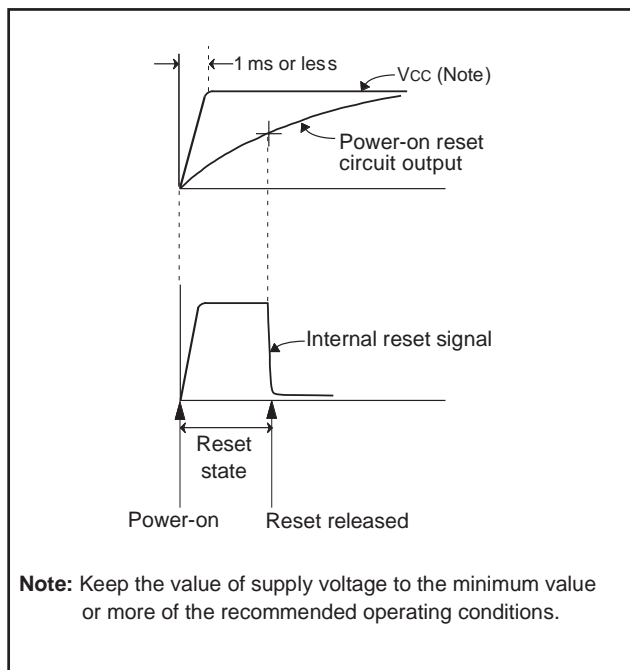 1 ms or less
VCC (Note)
Power-on reset
circuit output
Internal reset signal
Reset
state
Power-on
Reset released
Note: Keep the value of supply voltage to the minimum value
or more of the recommended operating conditions.